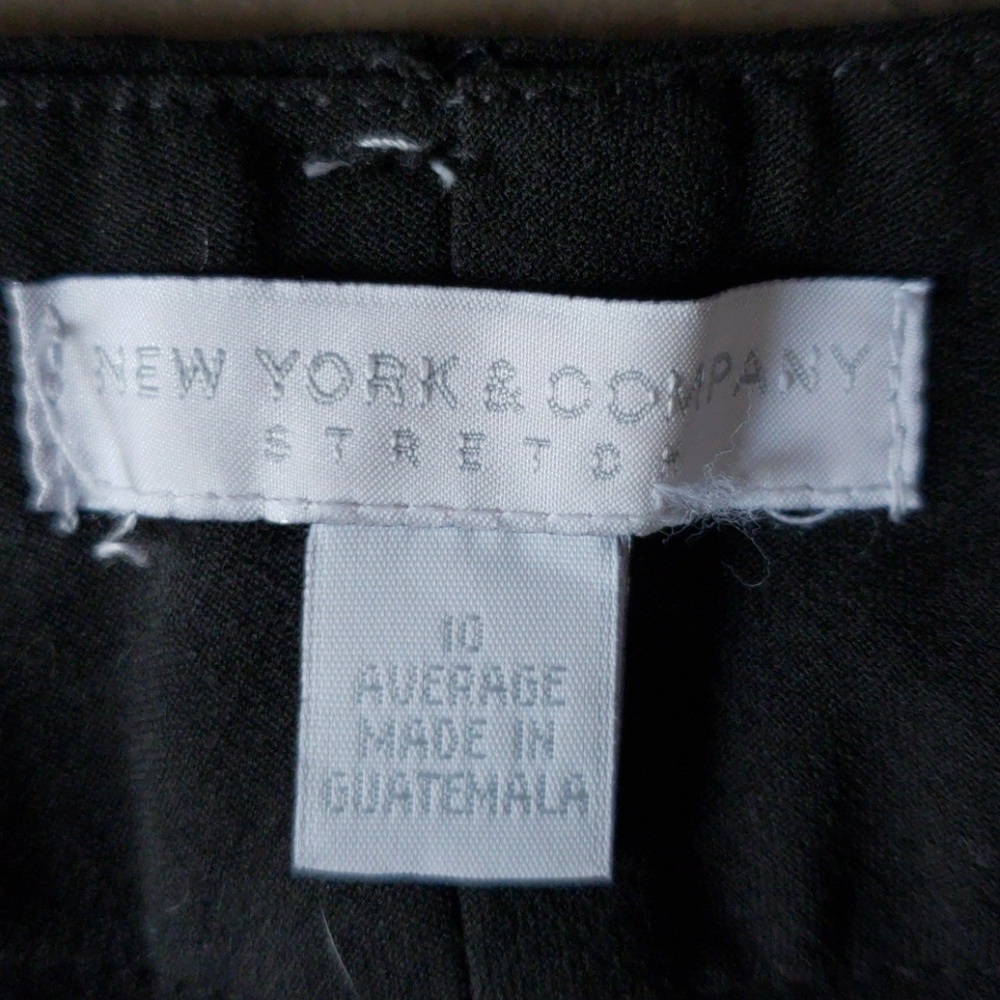 NEW YORK & COMPANY
STRETCH
10
AVERAGE
MADE IN
GUATEMALA